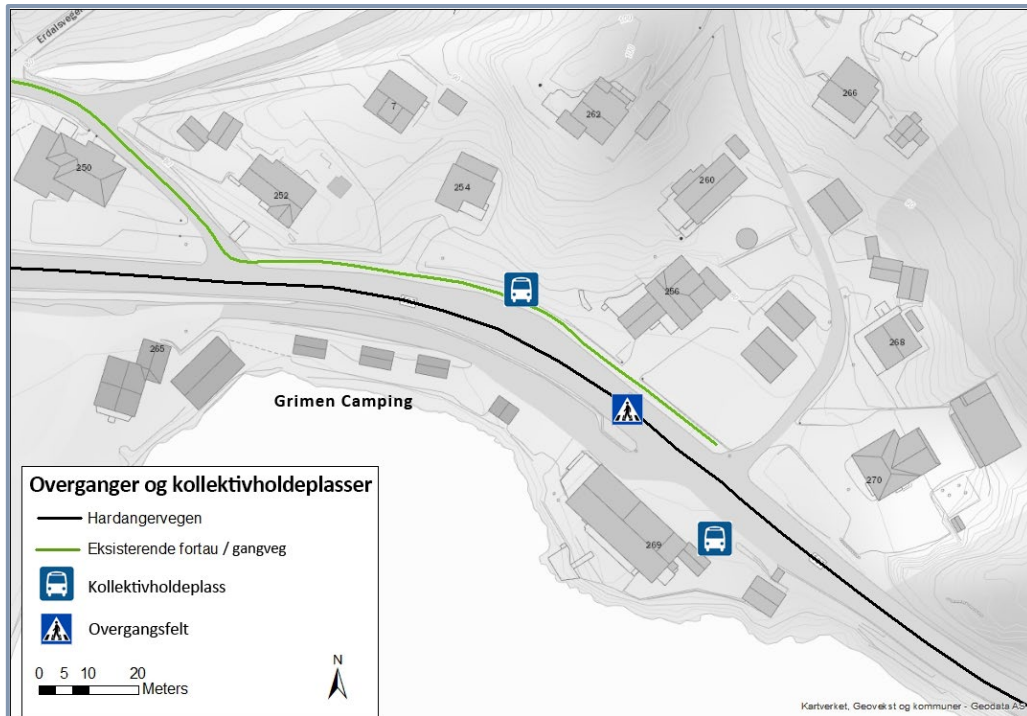 Erdalsvegen
7
262
266
250
252
254
260
256
265
268
Grimen Camping
270
269
Overganger og kollektivholdeplasser
Hardangervegen
Eksisterende fortau / gangveg
Kollektivholdeplass
Overgangsfelt
0 5 10 20
Meters
N
Kartverket, Geovekst og kommuner - Geodata AS